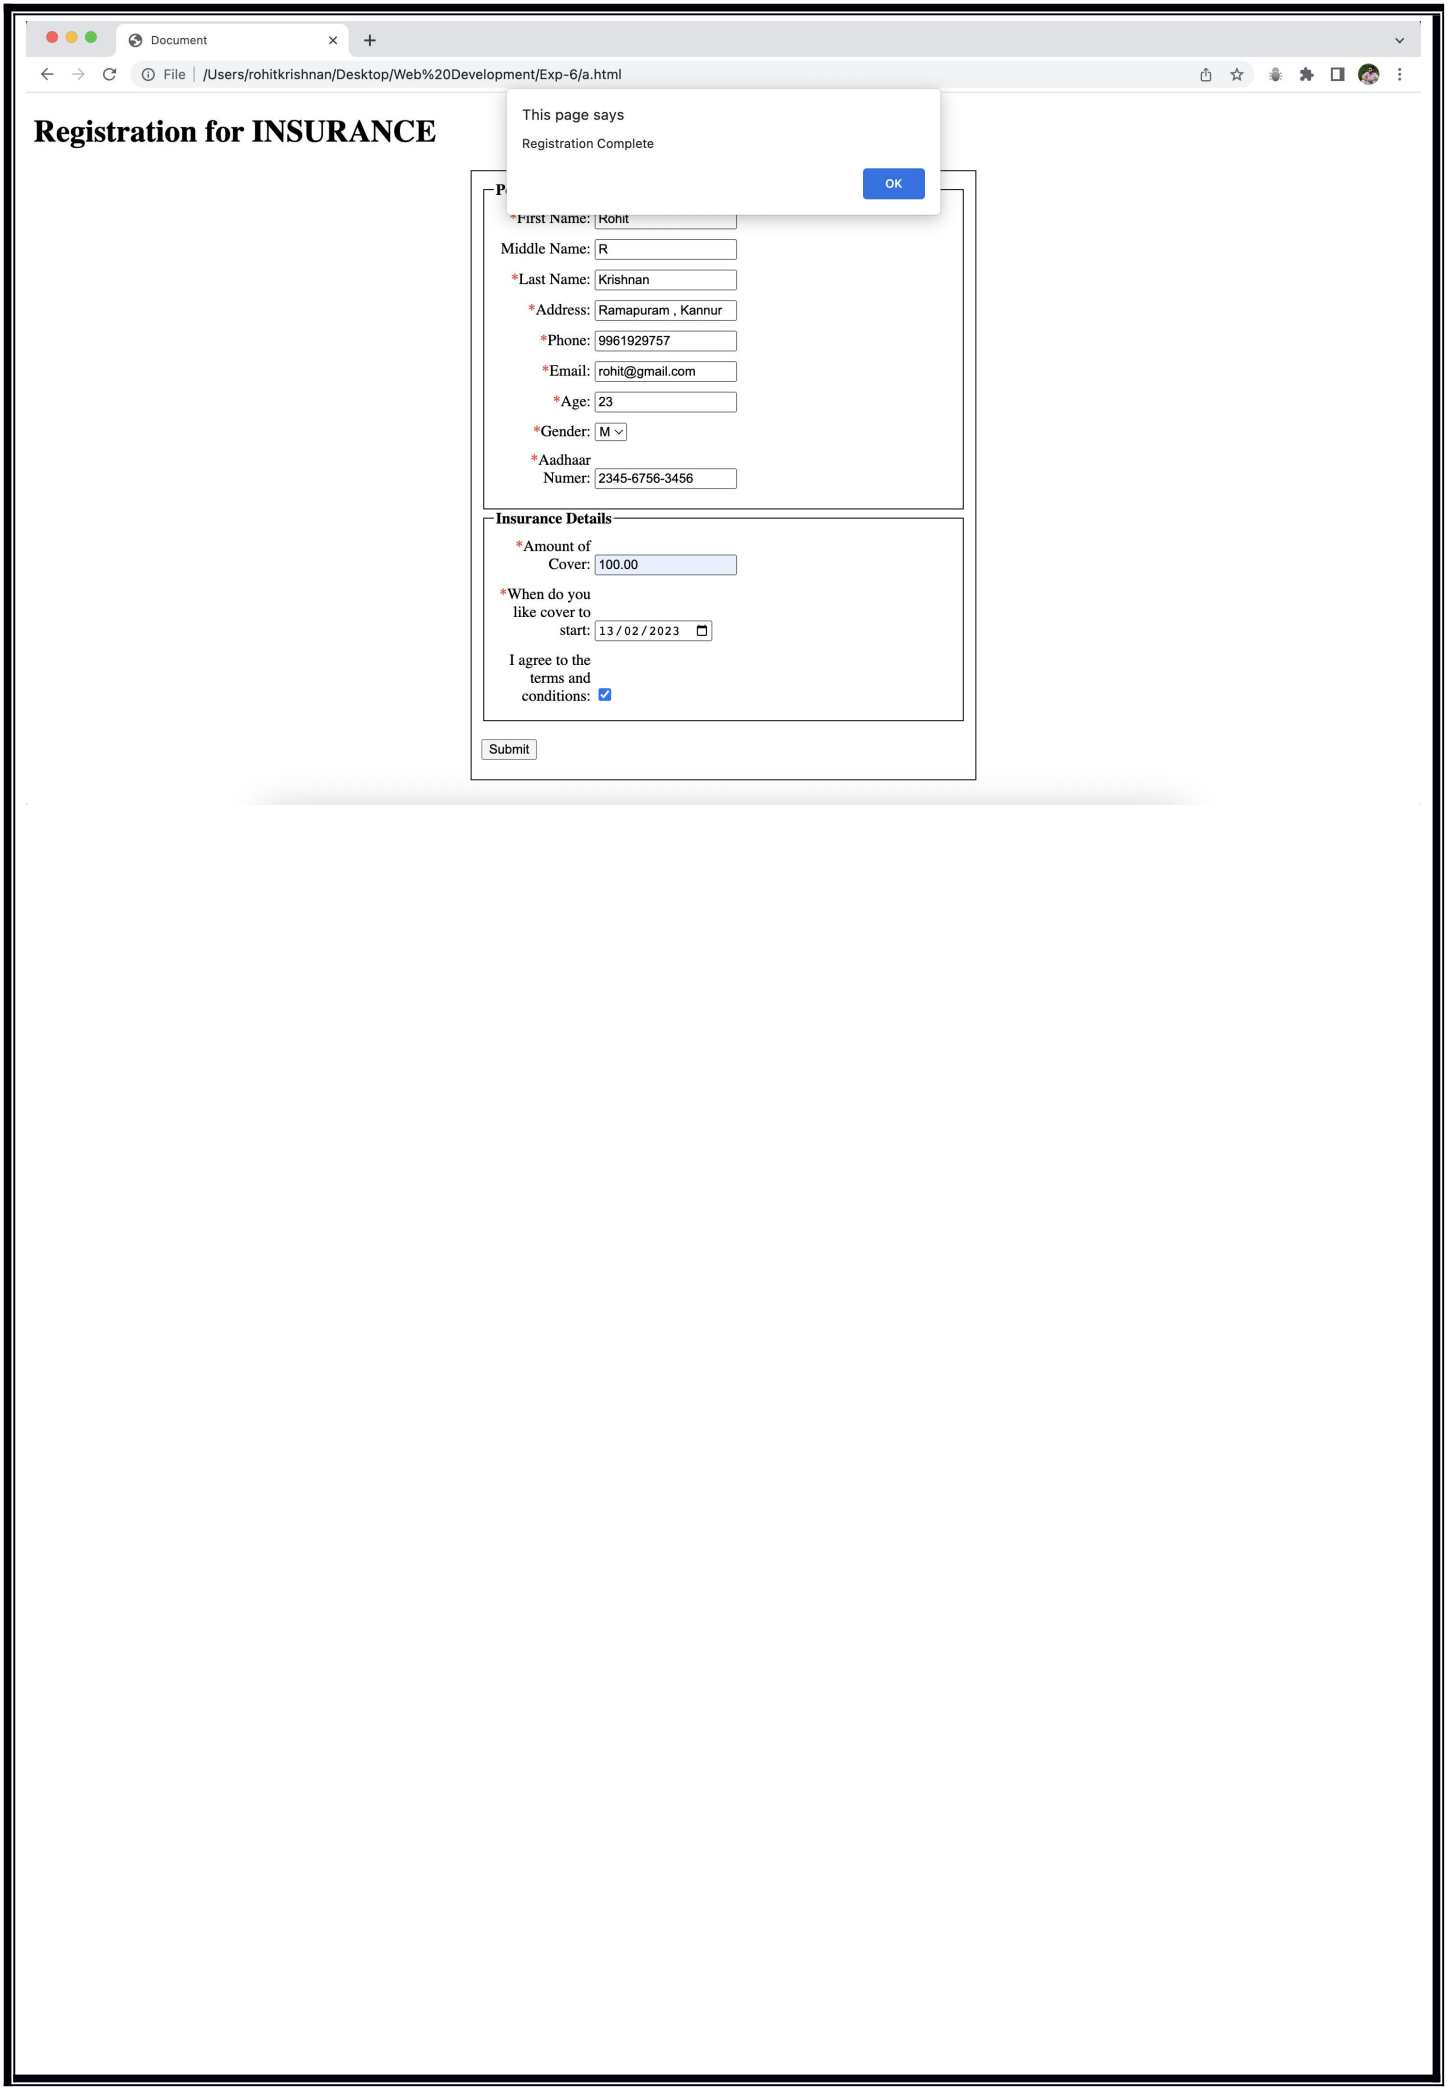 Document
File /Users/rohitkrishnan/Desktop/Web%20Development/Exp-6/a.html
This page says
Registration Complete
OK
Registration for INSURANCE
*First Name: Rohit
Middle Name: R
*Last Name: Krishnan
*Address: Ramapuram , Kannur
*Phone: 9961929757
*Email: rohit@gmail.com
*Age: 23
*Gender: M
*Aadhaar
Numer: 2345-6756-3456
Insurance Details
*Amount of
Cover: 100.00
*When do you
like cover to
start: 13/02/2023
I agree to the
terms and
conditions:
Submit